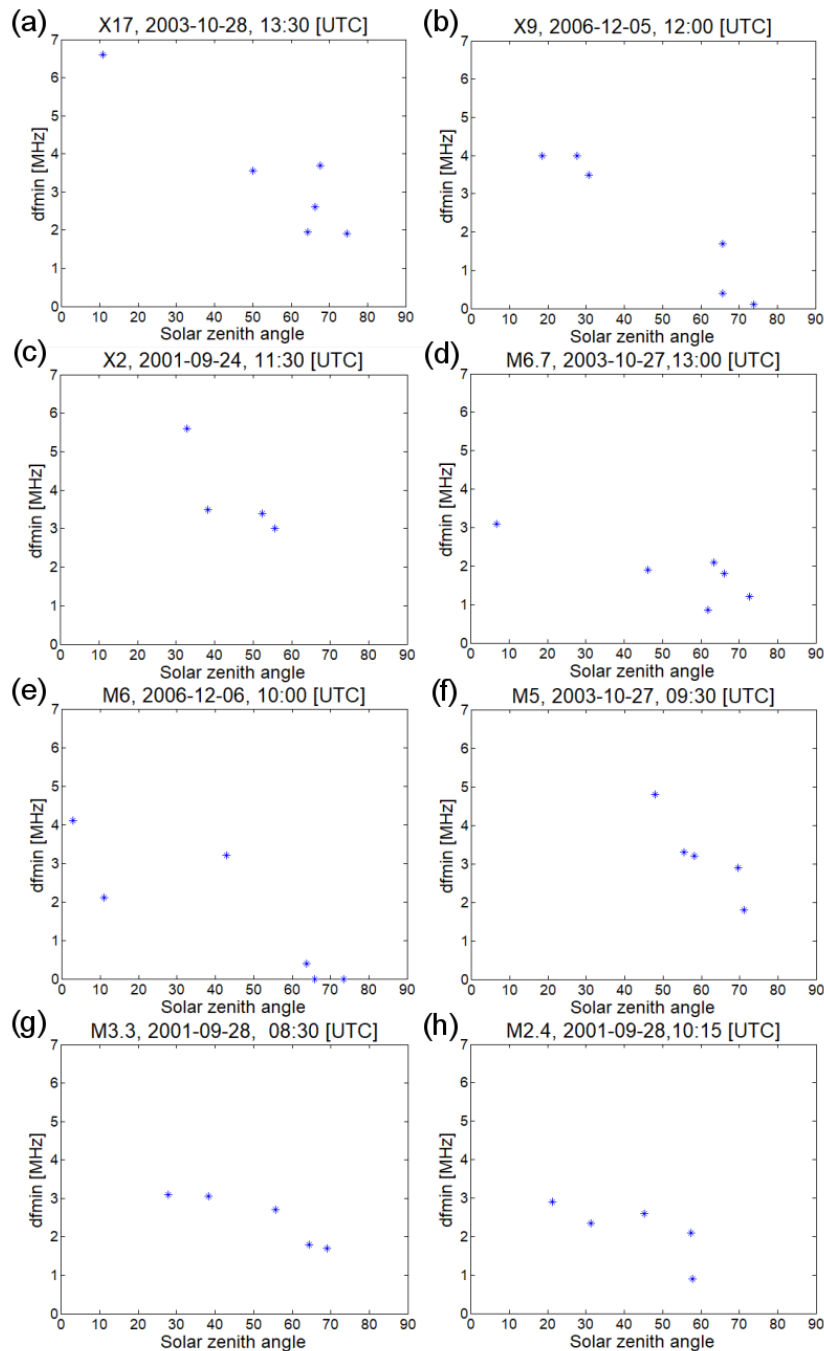 (a) X17, 2003-10-28, 13:30 [UTC]
7
6
5
4
3
2
1
0
dfmin [MHz]
0 10 20 30 40 50 60 70 80 90
Solar zenith angle
(b) X9, 2006-12-05, 12:00 [UTC]
7
6
5
4
3
2
1
0
dfmin [MHz]
0 10 20 30 40 50 60 70 80 90
Solar zenith angle
(c) X2, 2001-09-24, 11:30 [UTC]
7
6
5
4
3
2
1
0
dfmin [MHz]
0 10 20 30 40 50 60 70 80 90
Solar zenith angle
(d) M6.7, 2003-10-27,13:00 [UTC]
7
6
5
4
3
2
1
0
dfmin [MHz]
0 10 20 30 40 50 60 70 80 90
Solar zenith angle
(e) M6, 2006-12-06, 10:00 [UTC]
7
6
5
4
3
2
1
0
dfmin [MHz]
0 10 20 30 40 50 60 70 80 90
Solar zenith angle
(f) M5, 2003-10-27, 09:30 [UTC]
7
6
5
4
3
2
1
0
dfmin [MHz]
0 10 20 30 40 50 60 70 80 90
Solar zenith angle
(g) M3.3, 2001-09-28, 08:30 [UTC]
7
6
5
4
3
2
1
0
dfmin [MHz]
0 10 20 30 40 50 60 70 80 90
Solar zenith angle
(h) M2.4, 2001-09-28,10:15 [UTC]
7
6
5
4
3
2
1
0
dfmin [MHz]
0 10 20 30 40 50 60 70 80 90
Solar zenith angle